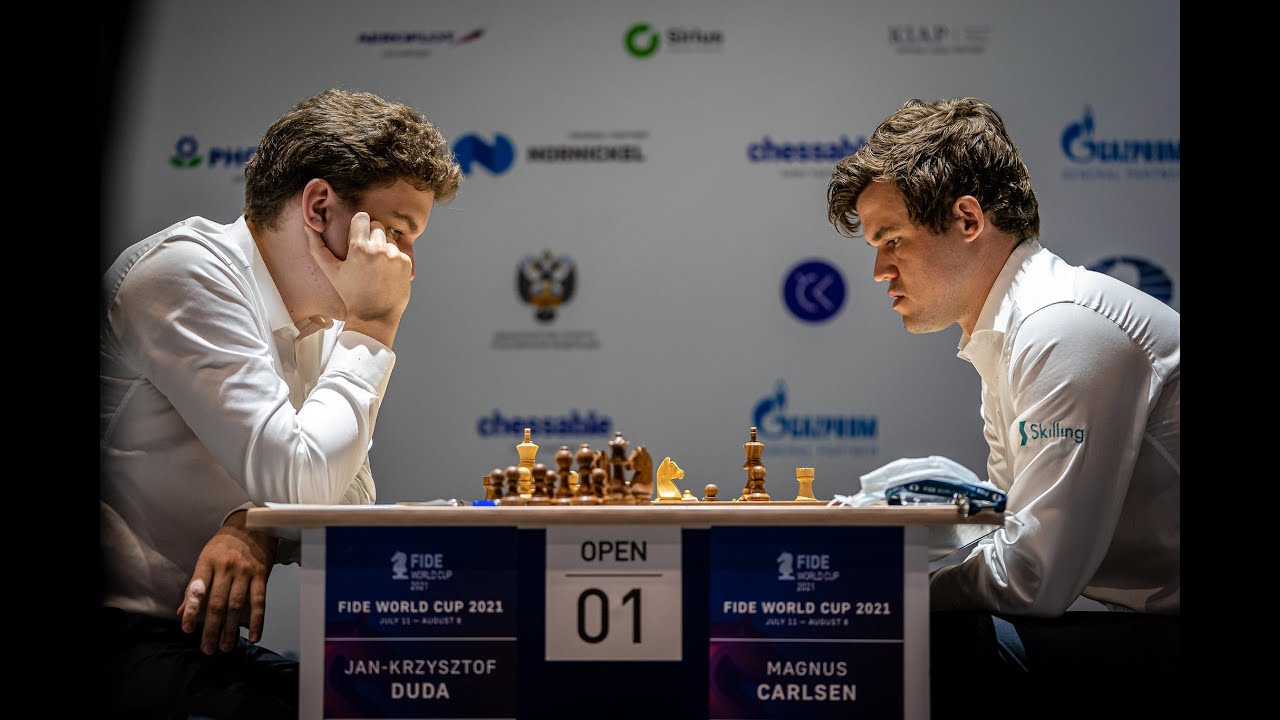 AEROFLOT
Sirius
NORNICKEL
chessable
GAZPROM
chessable
GAZPROM
Skilling
OPEN
01
FIDE
WORLD CUP
2021
FIDE WORLD CUP 2021
JULY 11 — AUGUST 6
JAN-KRZYSZTOF
DUDA
FIDE
WORLD CUP
2021
FIDE WORLD CUP 2021
JULY 11 — AUGUST 6
MAGNUS
CARLSEN